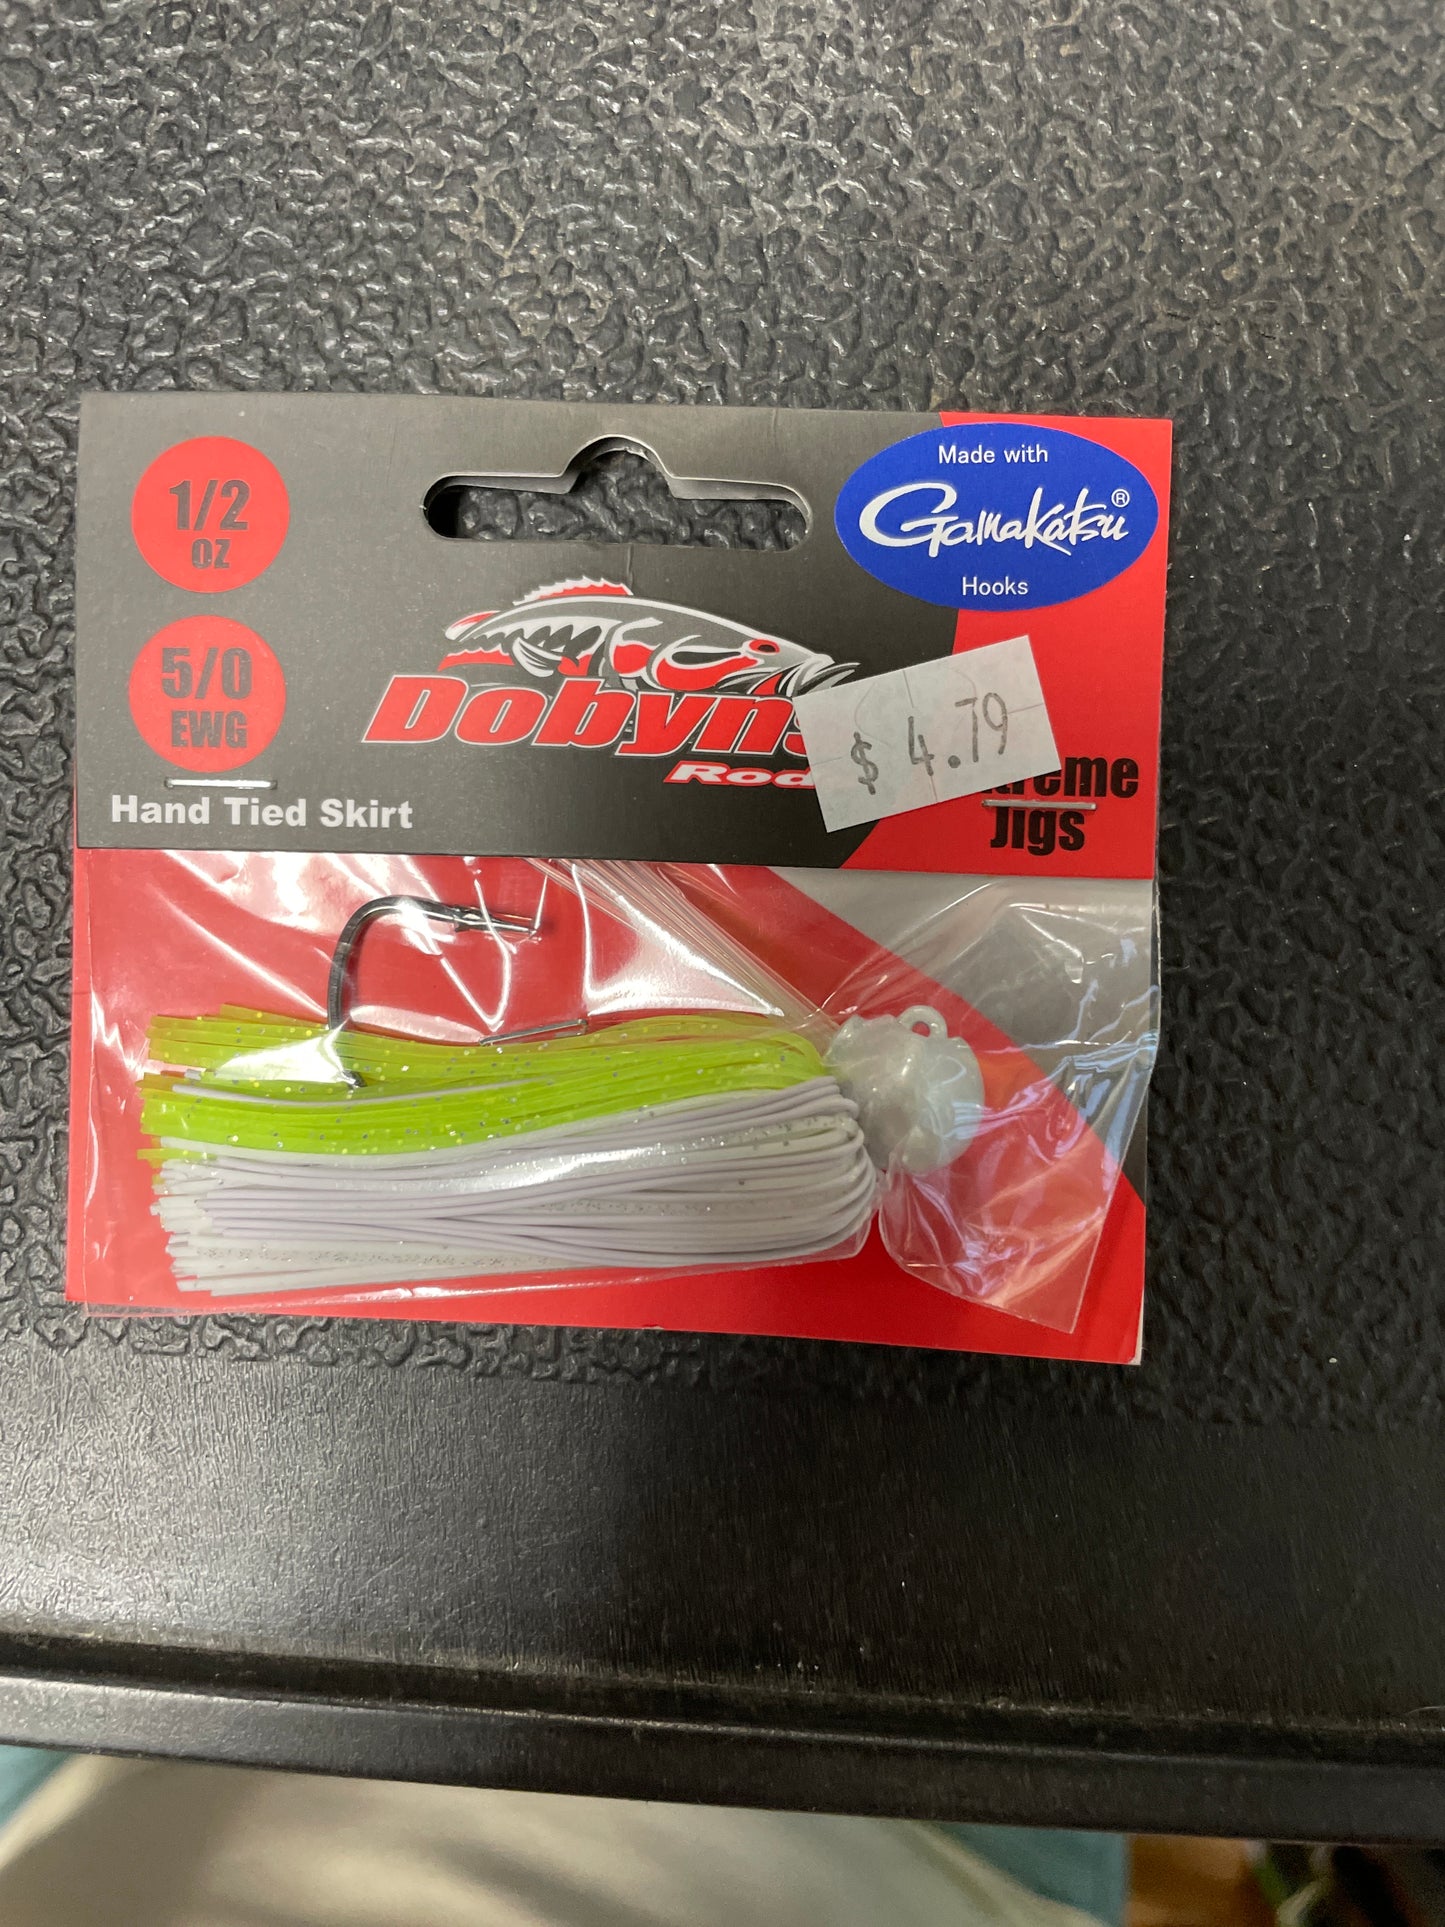 1/2
OZ
5/0
EWG
Hand Tied Skirt
Made with
Gamakatsu®
Hooks
$ 4.79
Jigs